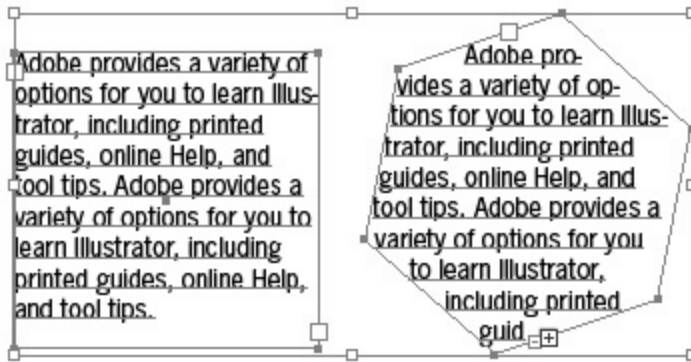 Adobe provides a variety of
options for you to learn Illus-
trator, including printed
guides, online Help, and
tool tips. Adobe provides a
variety of options for you to
learn Illustrator, including
printed guides, online Help,
and tool tips.
Adobe pro-
vides a variety of op-
tions for you to learn Illus-
trator, including printed
guides, online Help, and
tool tips. Adobe provides a
variety of options for you
to learn Illustrator,
including printed
guid